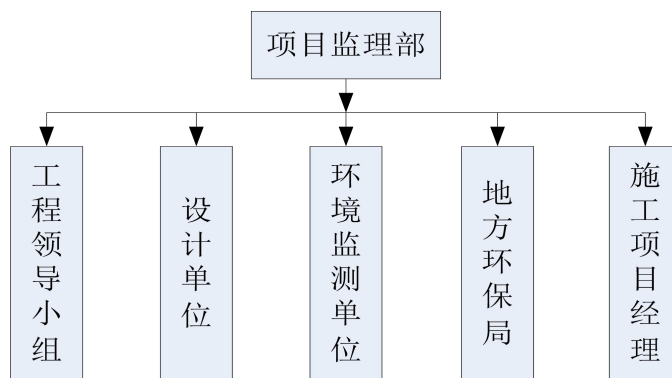 项目监理部
工程领导小组
设计单位
环境监测单位
地方环保局
施工项目经理